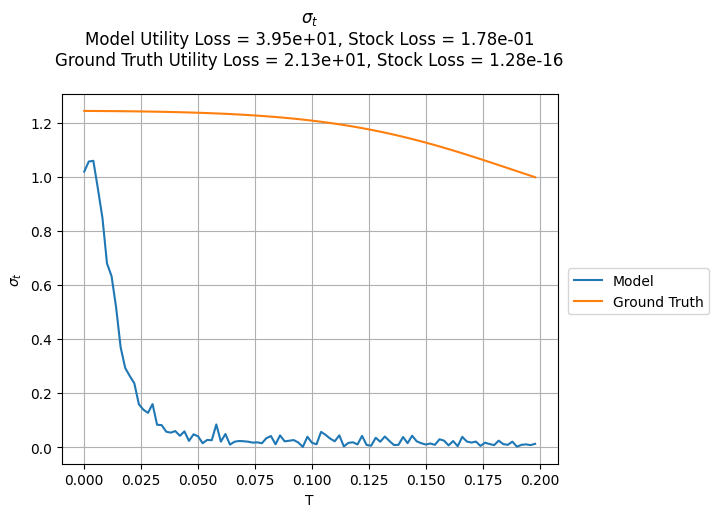 σt
Model Utility Loss = 3.95e+01, Stock Loss = 1.78e-01
Ground Truth Utility Loss = 2.13e+01, Stock Loss = 1.28e-16
1.2
1.0
0.8
0.6
0.4
0.2
0.0
σt
0.000
0.025
0.050
0.075
0.100
0.125
0.150
0.175
0.200
T
Model
Ground Truth